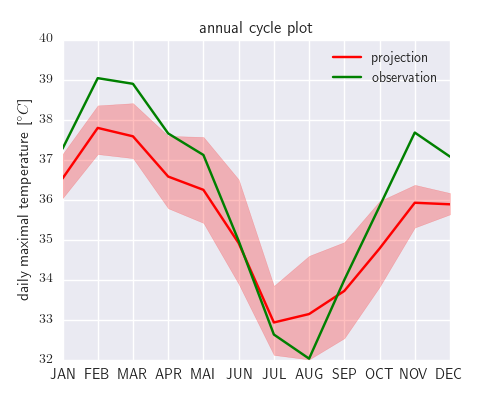 annual cycle plot
projection
observation
daily maximal temperature [°C]
40
39
38
37
36
35
34
33
32
JAN FEB MAR APR MAI JUN JUL AUG SEP OCT NOV DEC